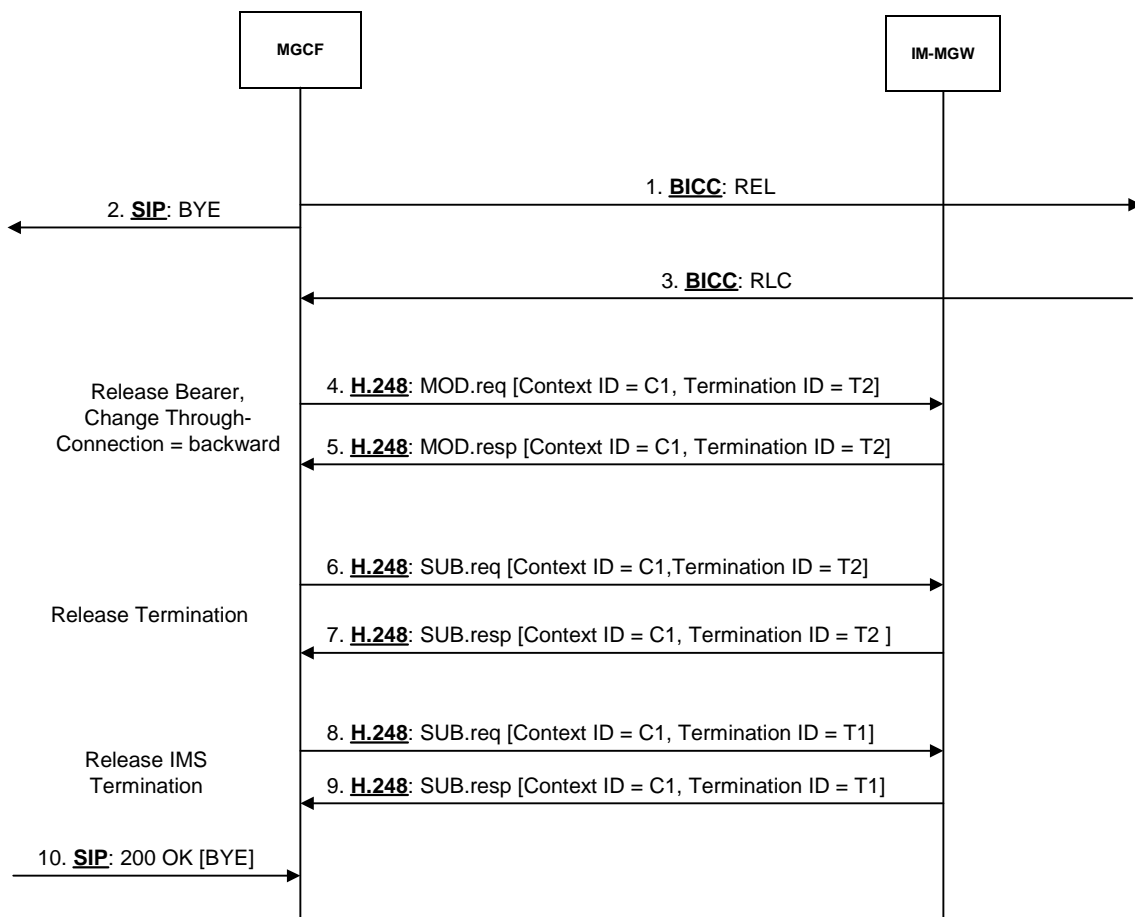 MGCF
IM-MGW
1. BICC: REL
2. SIP: BYE
3. BICC: RLC
Release Bearer,
Change Through-
Connection = backward
4. H.248: MOD.req [Context ID = C1, Termination ID = T2]
5. H.248: MOD.resp [Context ID = C1, Termination ID = T2]
6. H.248: SUB.req [Context ID = C1,Termination ID = T2]
Release Termination
7. H.248: SUB.resp [Context ID = C1, Termination ID = T2 ]
8. H.248: SUB.req [Context ID = C1, Termination ID = T1]
Release IMS
Termination
9. H.248: SUB.resp [Context ID = C1, Termination ID = T1]
10. SIP: 200 OK [BYE]